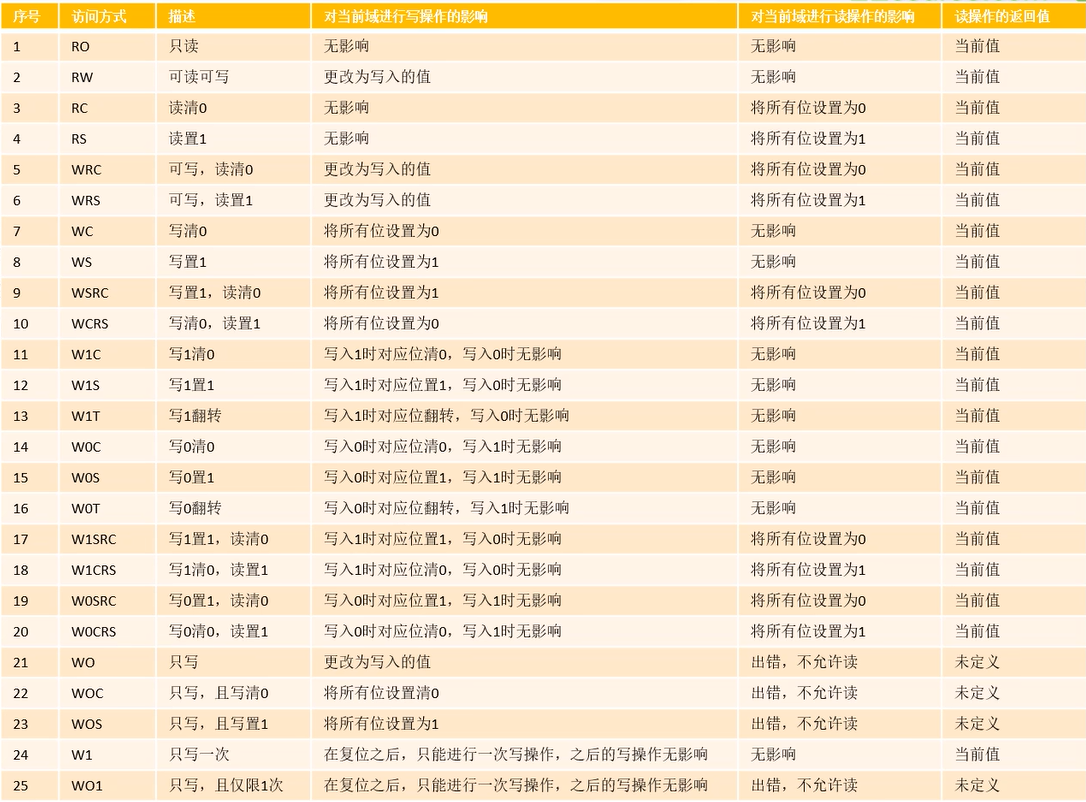 序号 访问方式 描述 对当前域进行写操作的影响 对当前域进行读操作的影响 读操作的返回值
1 RO 只读 无影响 无影响 当前值
2 RW 可读可写 更改为写入的值 无影响 当前值
3 RC 读清0 无影响 将所有位设置为0 当前值
4 RS 读置1 无影响 将所有位设置为1 当前值
5 WRC 可写，读清0 更改为写入的值 将所有位设置为0 当前值
6 WRS 可写，读置1 更改为写入的值 将所有位设置为1 当前值
7 WC 写清0 将所有位设置为0 无影响 当前值
8 WS 写置1 将所有位设置为1 无影响 当前值
9 WSRC 写置1，读清0 将所有位设置为1 将所有位设置为0 当前值
10 WCRS 写清0，读置1 将所有位设置为0 将所有位设置为1 当前值
11 W1C 写1清0 写入1时对应位清0，写入0时无影响 无影响 当前值
12 W1S 写1置1 写入1时对应位置1，写入0时无影响 无影响 当前值
13 W1T 写1翻转 写入1时对应位翻转，写入0时无影响 无影响 当前值
14 W0C 写0清0 写入0时对应位清0，写入1时无影响 无影响 当前值
15 W0S 写0置1 写入0时对应位置1，写入1时无影响 无影响 当前值
16 W0T 写0翻转 写入0时对应位翻转，写入1时无影响 无影响 当前值
17 W1SRC 写1置1，读清0 写入1时对应位置1，写入0时无影响 将所有位设置为0 当前值
18 W1CRS 写1清0，读置1 写入1时对应位清0，写入0时无影响 将所有位设置为1 当前值
19 W0SRC 写0置1，读清0 写入0时对应位置1，写入1时无影响 将所有位设置为0 当前值
20 W0CRS 写0清0，读置1 写入0时对应位清0，写入1时无影响 将所有位设置为1 当前值
21 WO 只写 更改为写入的值 出错，不允许读 未定义
22 WOC 只写，且写清0 将所有位设置清0 出错，不允许读 未定义
23 WOS 只写，且写置1 将所有位设置为1 出错，不允许读 未定义
24 W1 只写一次 在复位之后，只能进行一次写操作，之后的写操作无影响 无影响 当前值
25 WO1 只写，且仅限1次 在复位之后，只能进行一次写操作，之后的写操作无影响 出错，不允许读 未定义